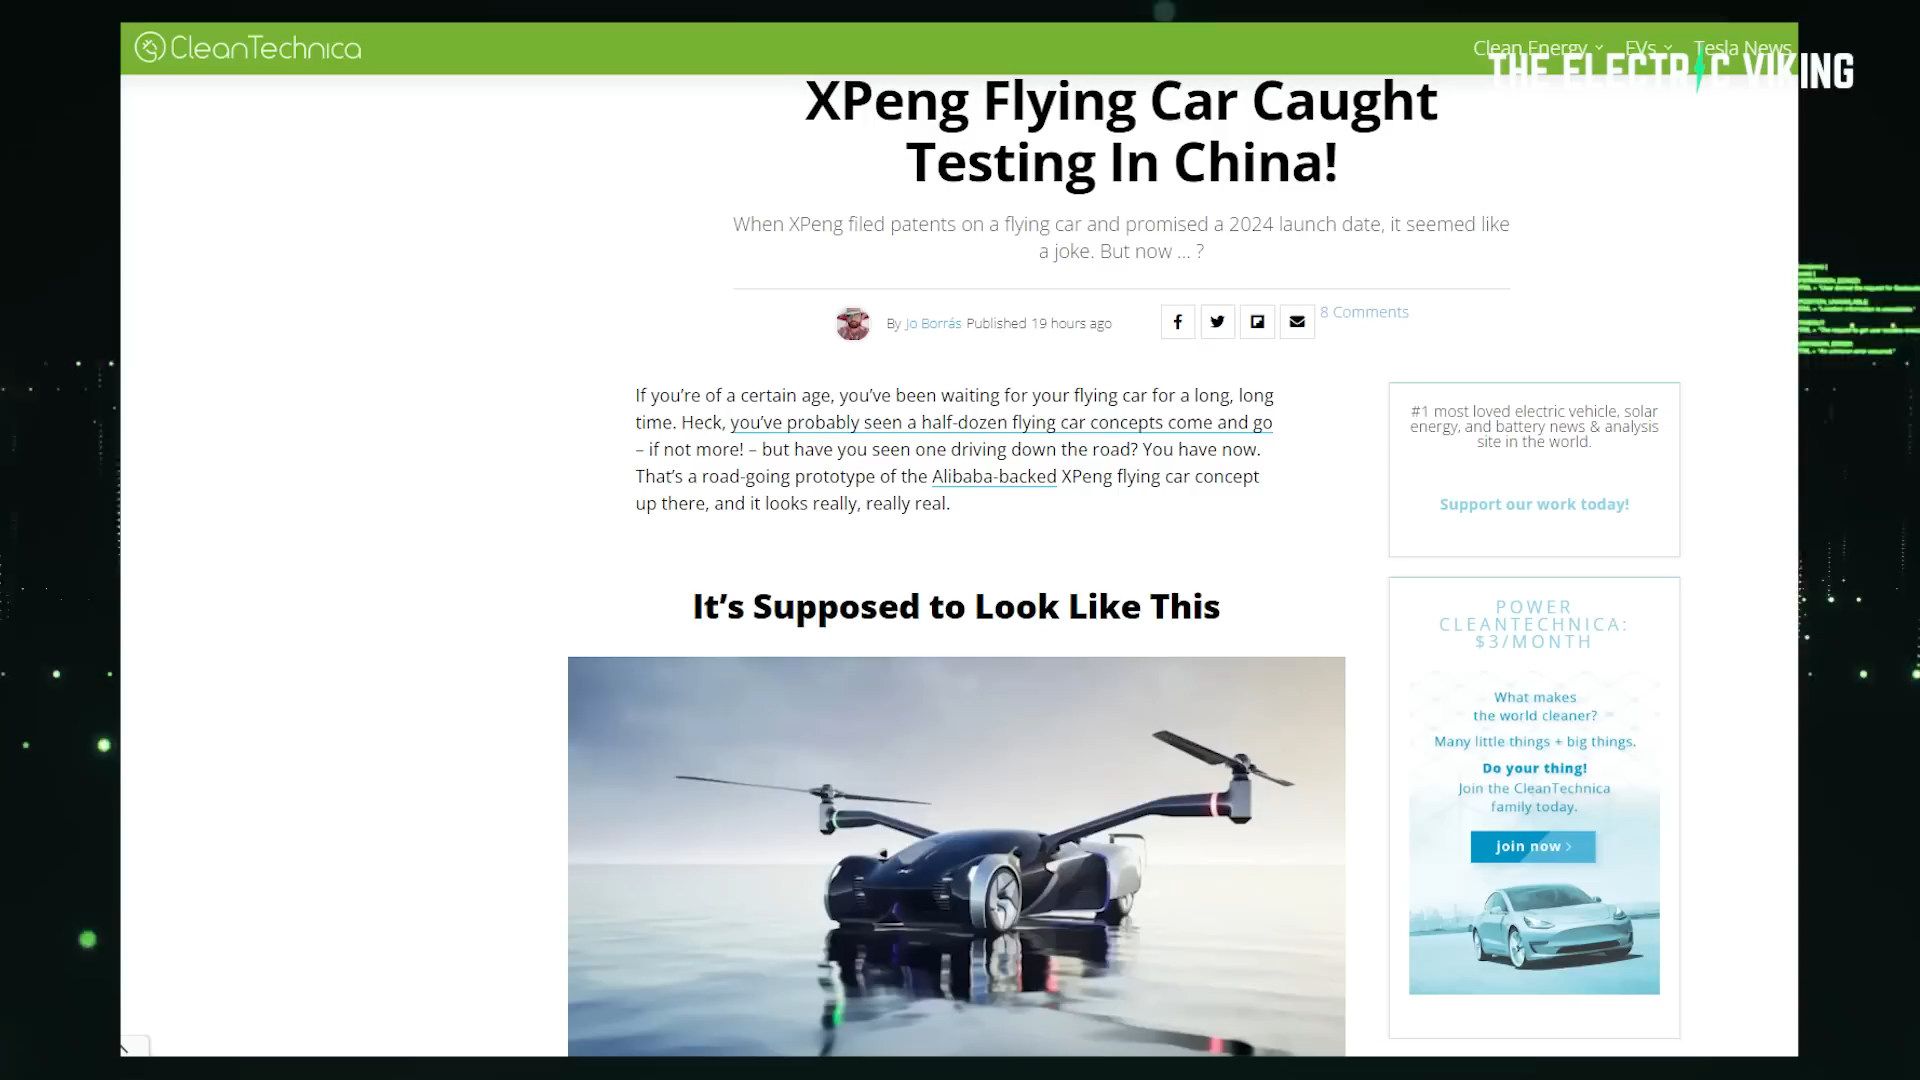 CleanTechnica
Clean Energy EVs Tesla News
THE ELECTRIC VIKING
XPeng Flying Car Caught
Testing In China!
When XPeng filed patents on a flying car and promised a 2024 launch date, it seemed like
a joke. But now ... ?
By Jo Borrás Published 19 hours ago
8 Comments
If you’re of a certain age, you’ve been waiting for your flying car for a long, long
time. Heck, you’ve probably seen a half-dozen flying car concepts come and go
– if not more! – but have you seen one driving down the road? You have now.
That’s a road-going prototype of the Alibaba-backed XPeng flying car concept
up there, and it looks really, really real.
It’s Supposed to Look Like This
#1 most loved electric vehicle, solar
energy, and battery news & analysis
site in the world.
Support our work today!
POWER
CLEANTECHNICA:
$3/MONTH
What makes
the world cleaner?
Many little things + big things.
Do your thing!
Join the CleanTechnica
family today.
join now >